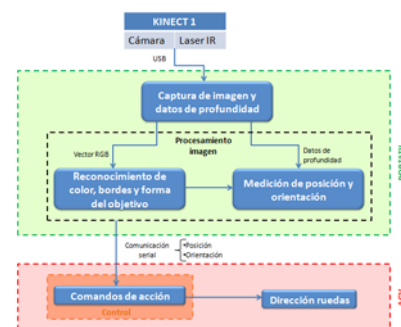 KINECT 1
Cámara Laser IR
USB
Captura de imagen y
datos de profundidad
Procesamiento
imagen
Vector RGB
Datos de
profundidad
Reconocimiento de
color, bordes y forma
del objetivo
Medición de posición y
orientación
Comunicación
serial
•Posición
•Orientación
Comandos de acción
Control
Dirección ruedas